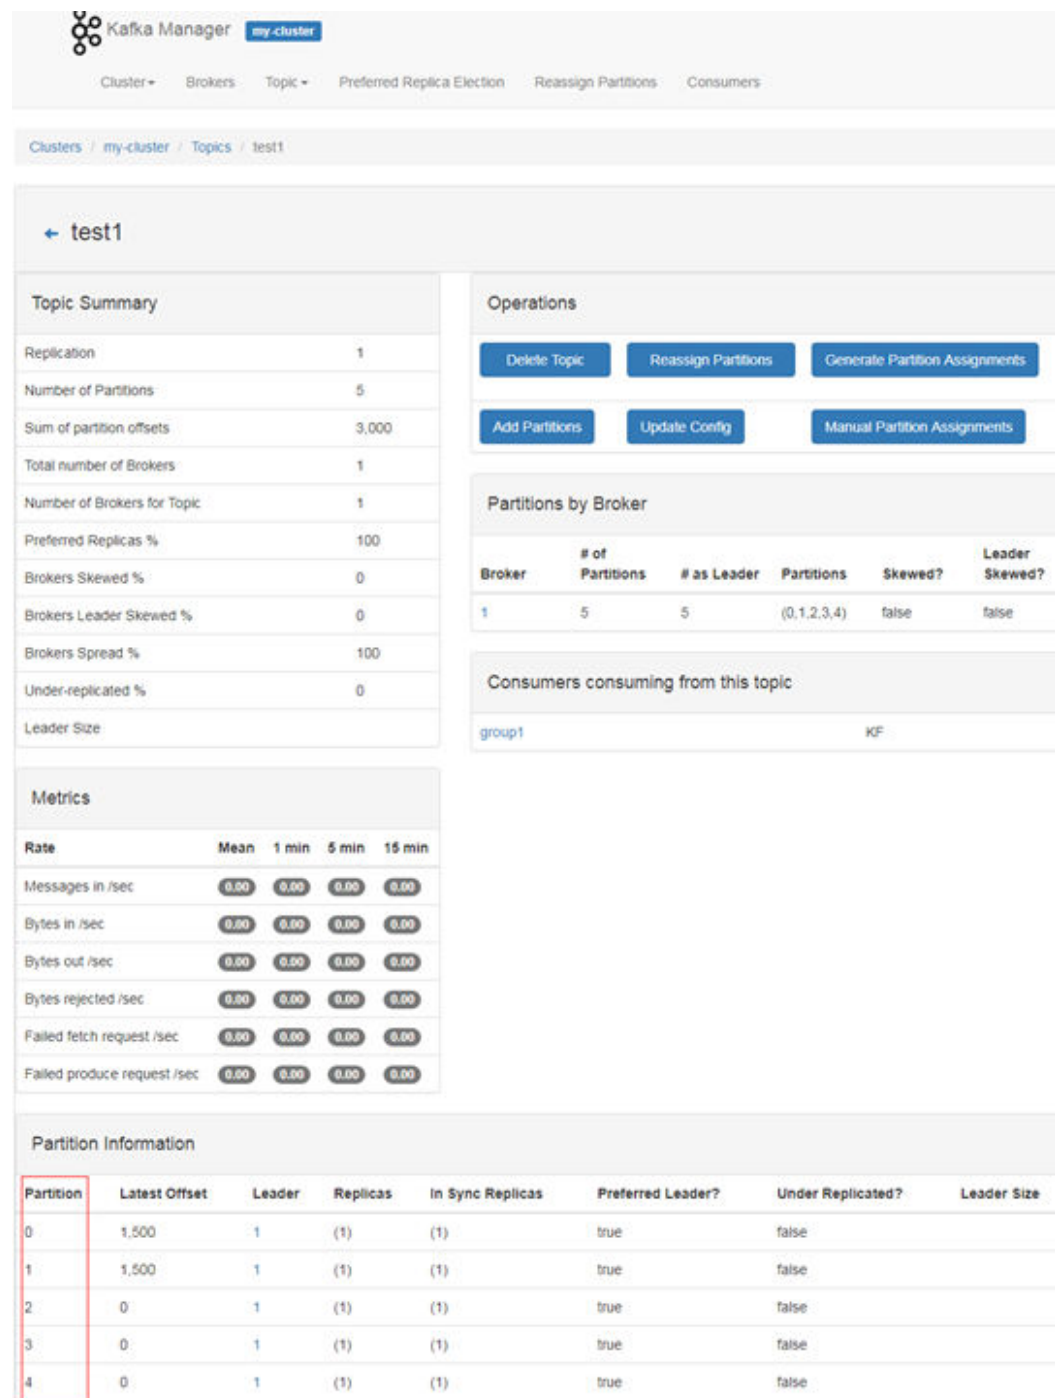 Kafka Manager my-cluster
Cluster Brokers Topic Preferred Replica Election Reassign Partitions Consumers
Clusters / my-cluster / Topics / test1
← test1
Topic Summary
Replication 1
Number of Partitions 5
Sum of partition offsets 3,000
Total number of Brokers 1
Number of Brokers for Topic 1
Preferred Replicas % 100
Brokers Skewed % 0
Brokers Leader Skewed % 0
Brokers Spread % 100
Under-replicated % 0
Leader Size
Operations
Delete Topic Reassign Partitions Generate Partition Assignments
Add Partitions Update Config Manual Partition Assignments
Partitions by Broker
Broker # of Partitions # as Leader Partitions Skewed? Leader Skewed?
1 5 5 (0,1,2,3,4) false false
Consumers consuming from this topic
group1 KF
Metrics
Rate Mean 1 min 5 min 15 min
Messages in /sec 0.00 0.00 0.00 0.00
Bytes in /sec 0.00 0.00 0.00 0.00
Bytes out /sec 0.00 0.00 0.00 0.00
Bytes rejected /sec 0.00 0.00 0.00 0.00
Failed fetch request /sec 0.00 0.00 0.00 0.00
Failed produce request /sec 0.00 0.00 0.00 0.00
Partition Information
Partition Latest Offset Leader Replicas In Sync Replicas Preferred Leader? Under Replicated? Leader Size
0 1,500 1 (1) (1) true false
1 1,500 1 (1) (1) true false
2 0 1 (1) (1) true false
3 0 1 (1) (1) true false
4 0 1 (1) (1) true false